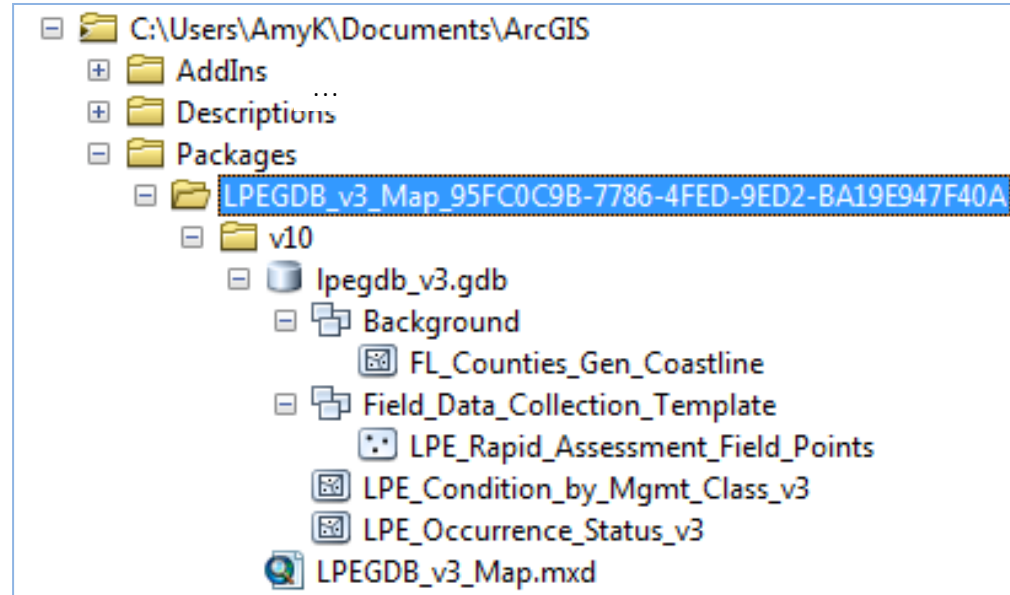 C:\Users\AmyK\Documents\ArcGIS
AddIns
...
Descriptions
Packages
LPEGDB_v3_Map_95FC0C9B-7786-4FED-9ED2-BA19E947F40A
v10
lpegdb_v3.gdb
Background
FL_Counties_Gen_Coastline
Field_Data_Collection_Template
LPE_Rapid_Assessment_Field_Points
LPE_Condition_by_Mgmt_Class_v3
LPE_Occurrence_Status_v3
LPEGDB_v3_Map.mxd